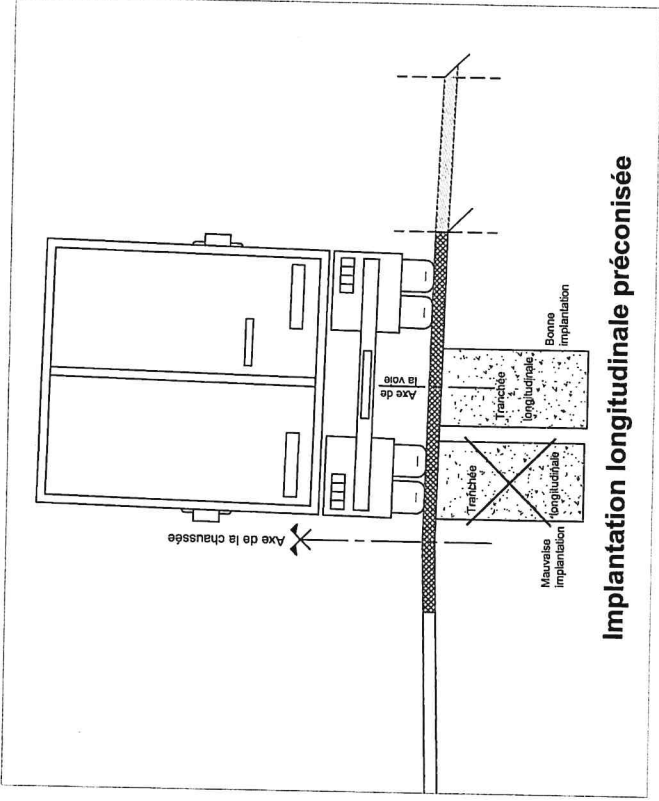 Axe de la chaussée
Axe de
la voie
Tranchée
longitudinale
Tranchée
longitudinale
Mauvaise
implantation
Bonne
implantation
Implantation longitudinale préconisée